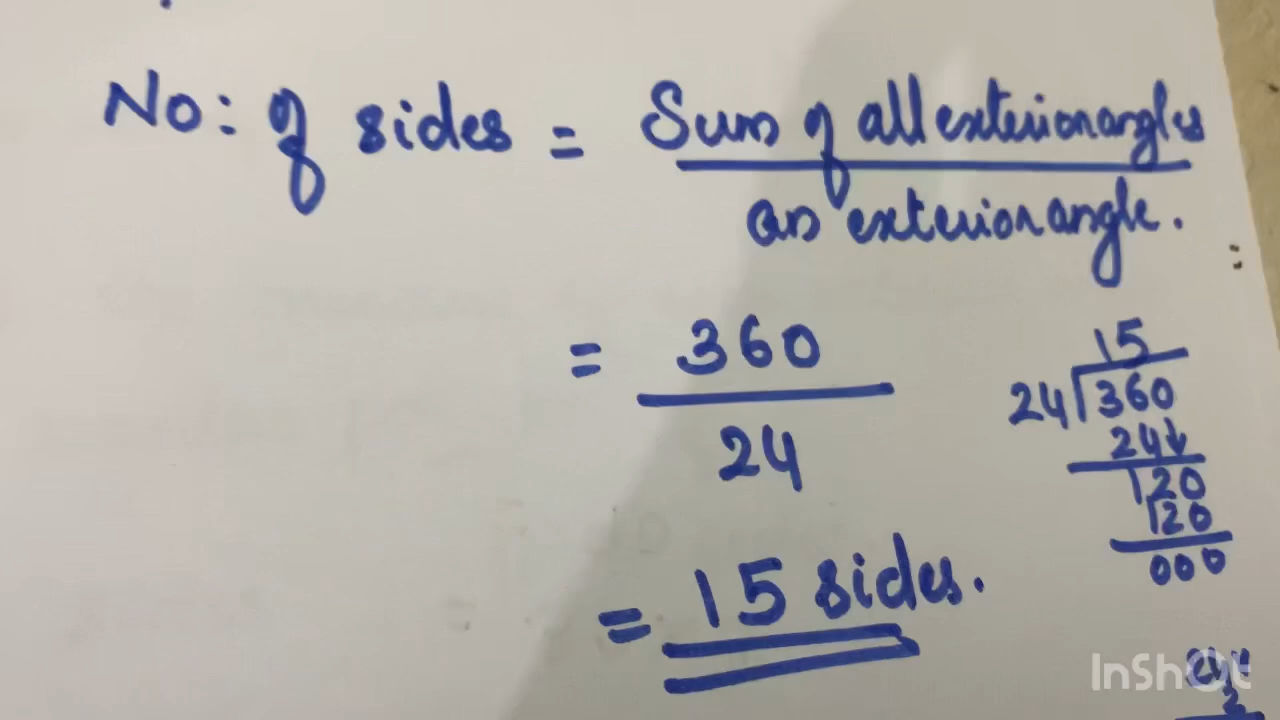 No: of sides = Sum of all exterior angles
an exterior angle.
= 360
24
15
24 360
24↓
120
120
000
= 15 sides.
InShOt